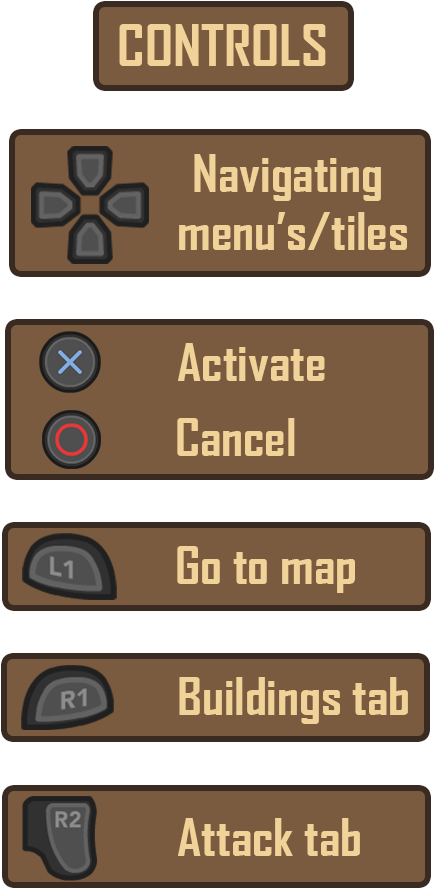 CONTROLS
Navigating
menu's/tiles
Activate
Cancel
L1 Go to map
R1 Buildings tab
R2 Attack tab